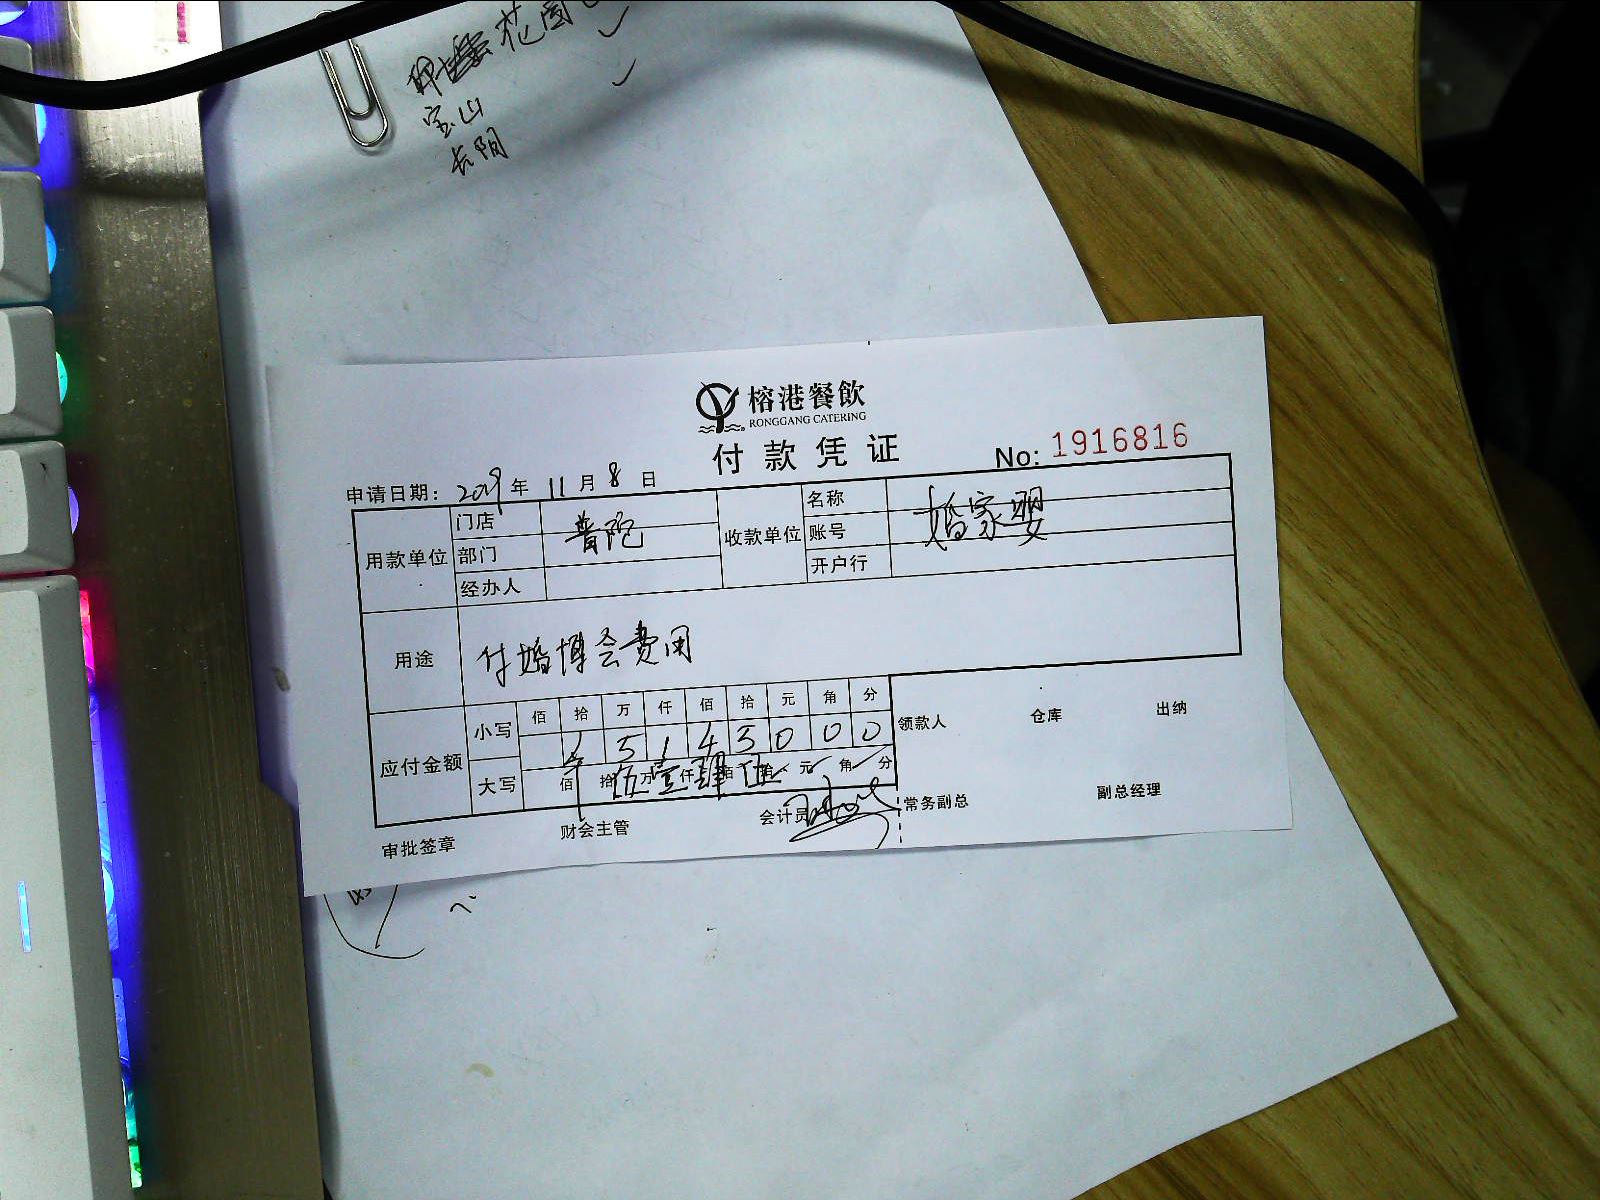 花园
宝山
长阳
榕港餐飲
RONGGANG CATERING
付款凭证
No: 1916816
申请日期: 2019 年 11 月 8 日
用款单位 门店 普陀 收款单位 名称 婚家婴
部门 账号
经办人 开户行
用途 付婚博会费用
应付金额 小写 佰 拾 万 仟 佰 拾 元 角 分
5 1 4 5 0 0 0
大写 佰 拾 伍 万 壹 仟 肆 佰 伍 拾 元 角 分
领款人 仓库 出纳
审批签章 财会主管 会计员 常务副总 副总经理